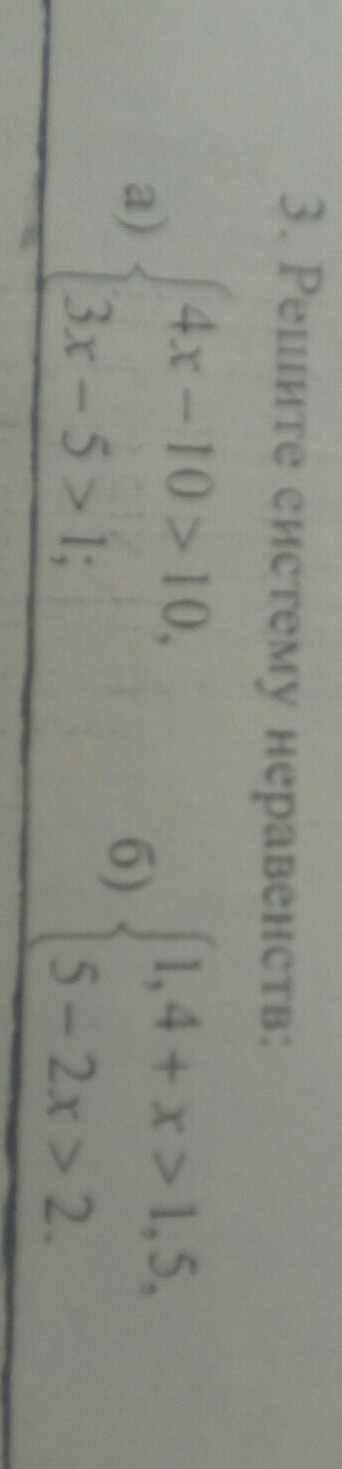 3. Решите систему неравенств:
а) { 4x – 10 > 10,
3x – 5 > 1;
б) { 1,4 + x > 1,5,
5 – 2x > 2.